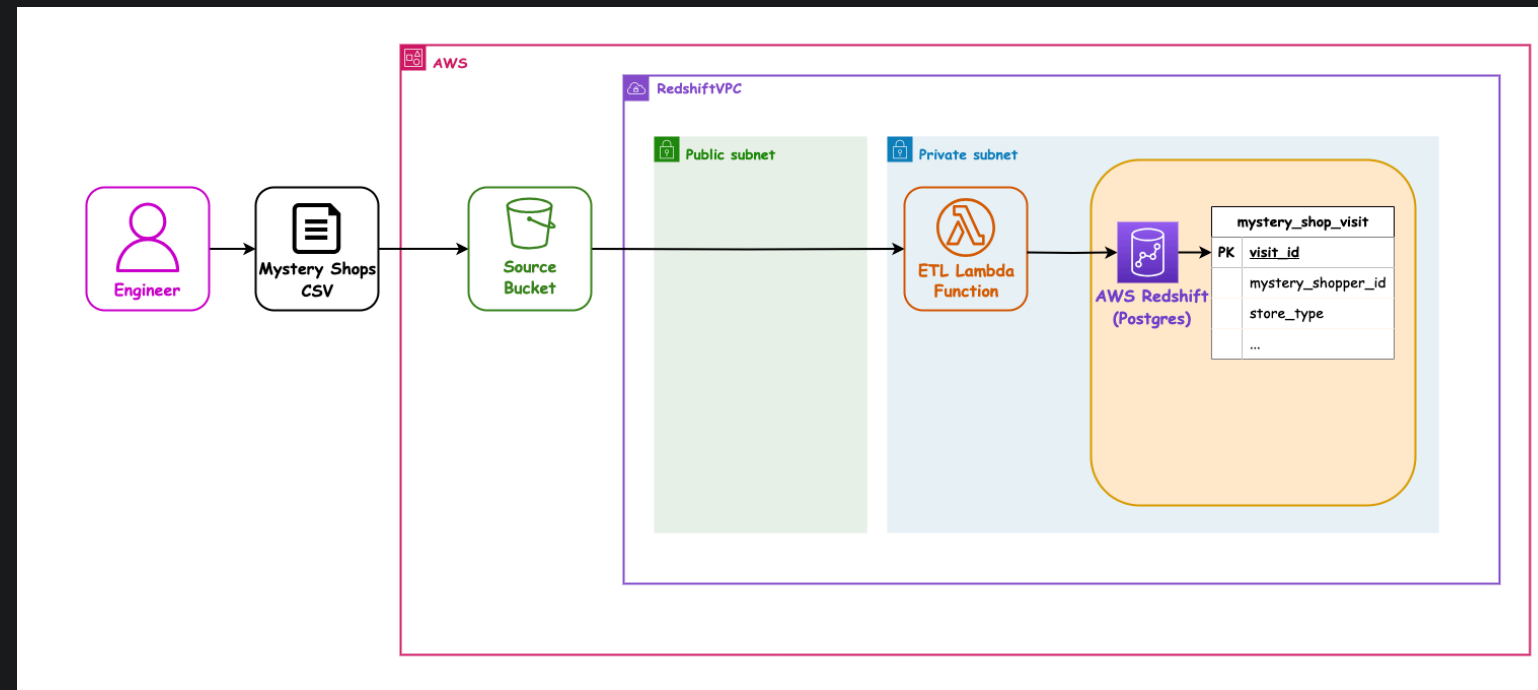 AWS
RedshiftVPC
Public subnet
Private subnet
Engineer
Mystery Shops
CSV
Source
Bucket
ETL Lambda
Function
AWS Redshift
(Postgres)
mystery_shop_visit
PK visit_id
mystery_shopper_id
store_type
...